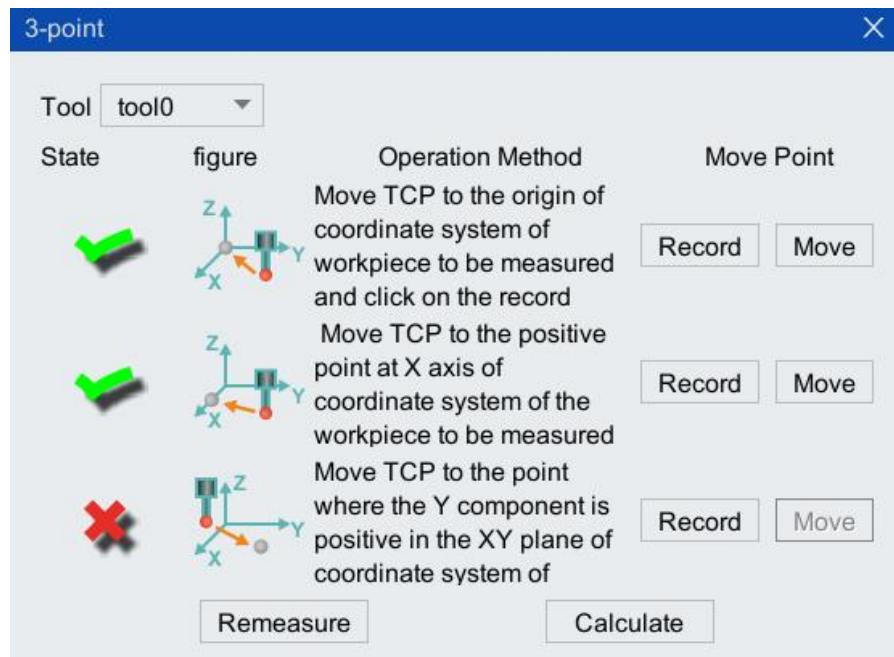 3-point
Tool tool0
State figure Operation Method Move Point
Z
Y
X
Move TCP to the origin of
coordinate system of
workpiece to be measured
and click on the record
Record Move
Z
Y
X
Move TCP to the positive
point at X axis of
coordinate system of the
workpiece to be measured
Record Move
Z
Y
X
Move TCP to the point
where the Y component is
positive in the XY plane of
coordinate system of
Record Move
Remeasure Calculate